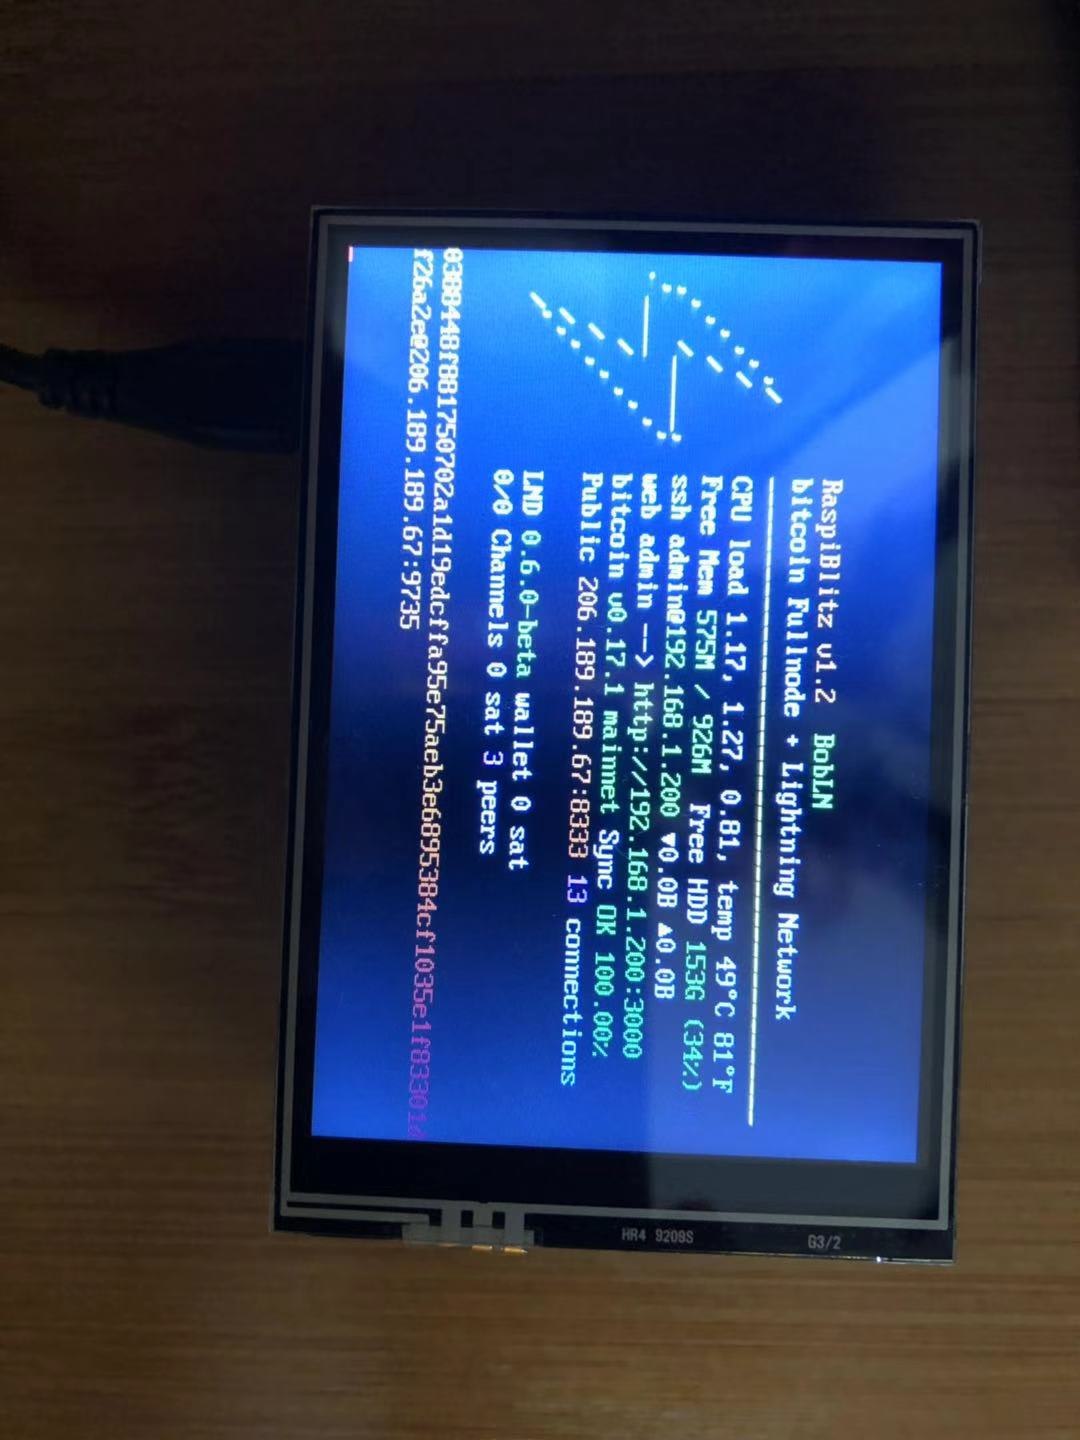 RaspiBlitz v1.2 BobLN
bitcoin Fullnode + Lightning Network
CPU load 1.17, 1.27, 0.81, temp 49°C 81°F
Free Mem 575M / 926M Free HDD 153G (34%)
ssh admin@192.168.1.200 ▼0.0B ▲0.0B
web admin --> http://192.168.1.200:3000
bitcoin v0.17.1 mainnet Sync OK 100.00%
Public 206.189.189.67:8333 13 connections
LND 0.6.0-beta wallet 0 sat
0/0 Channels 0 sat 3 peers
0388448f881750702a1d19edcffa95e75aeb3e6895384cf1035e1f83301d
f26a2e@206.189.189.67:9735
HR4 9209S
G3/2